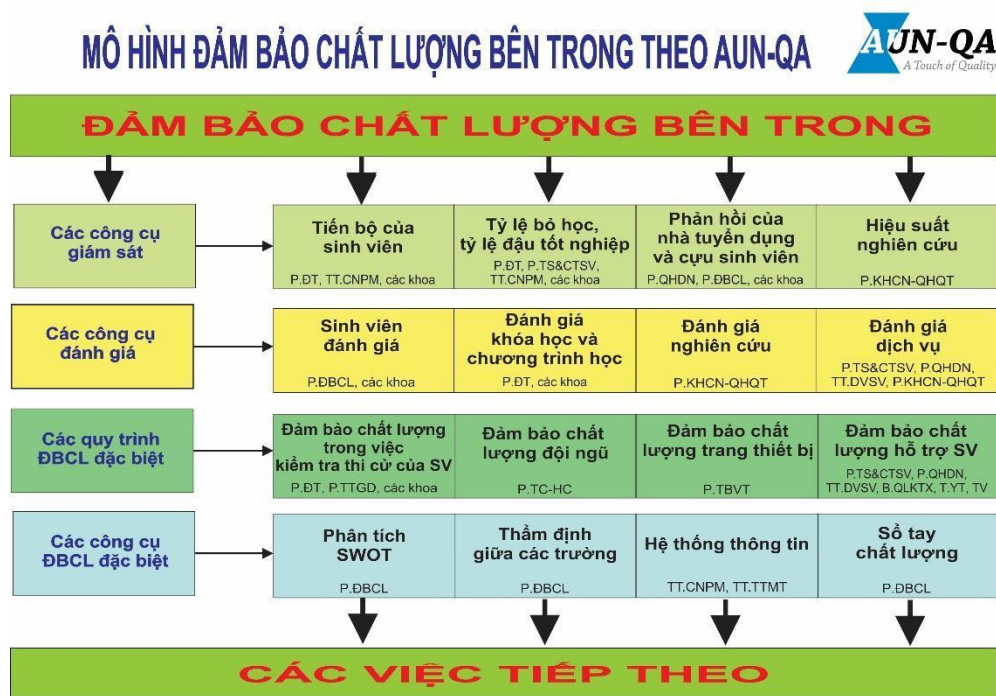 MÔ HÌNH ĐẢM BẢO CHẤT LƯỢNG BÊN TRONG THEO AUN-QA
AUN-QA
A Touch of Quality
ĐẢM BẢO CHẤT LƯỢNG BÊN TRONG
Các công cụ
giám sát
Tiến bộ của
sinh viên
P.ĐT, TT.CNPM, các khoa
Tỷ lệ bỏ học,
tỷ lệ đậu tốt nghiệp
P.ĐT, P.TS&CTSV,
TT.CNPM, các khoa
Phản hồi của
nhà tuyển dụng
và cựu sinh viên
P.QHDN, P.ĐBCL, các khoa
Hiệu suất
nghiên cứu
P.KHCN-QHQT
Các công cụ
đánh giá
Sinh viên
đánh giá
P.ĐBCL, các khoa
Đánh giá
khóa học và
chương trình học
P.ĐT, các khoa
Đánh giá
nghiên cứu
P.KHCN-QHQT
Đánh giá
dịch vụ
P.TS&CTSV, P.QHDN,
TT.DVSV, P.KHCN-QHQT
Các quy trình
ĐBCL đặc biệt
Đảm bảo chất lượng
trong việc
kiểm tra thi cử của SV
P.ĐT, P.TTGD, các khoa
Đảm bảo chất
lượng đội ngũ
P.TC-HC
Đảm bảo chất
lượng trang thiết bị
P.TBVT
Đảm bảo chất
lượng hỗ trợ SV
P.TS&CTSV, P.QHDN,
TT.DVSV, B.QLKTX, T.YT, TV
Các công cụ
ĐBCL đặc biệt
Phân tích
SWOT
P.ĐBCL
Thẩm định
giữa các trường
P.ĐBCL
Hệ thống thông tin
TT.CNPM, TT.TTMT
Sổ tay
chất lượng
P.ĐBCL
CÁC VIỆC TIẾP THEO